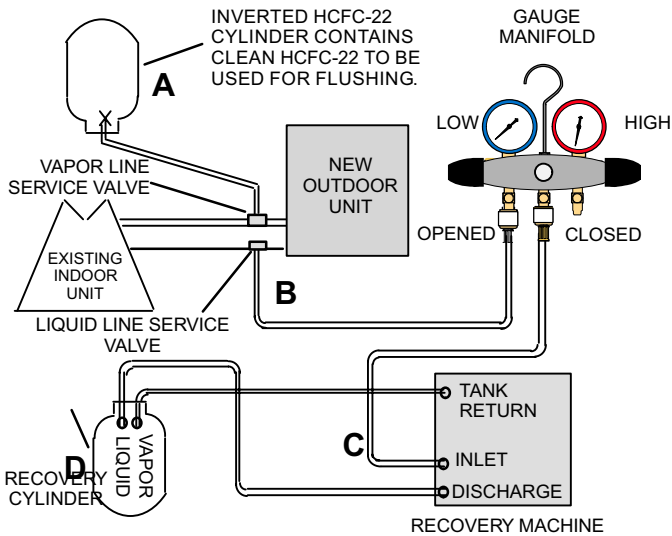 INVERTED HCFC-22
CYLINDER CONTAINS
CLEAN HCFC-22 TO BE
USED FOR FLUSHING.
A
GAUGE
MANIFOLD
LOW
HIGH
VAPOR LINE
SERVICE VALVE
NEW
OUTDOOR
UNIT
OPENED
CLOSED
EXISTING
INDOOR
UNIT
B
LIQUID LINE SERVICE
VALVE
TANK
RETURN
C
INLET
DISCHARGE
RECOVERY MACHINE
D
RECOVERY
CYLINDER
LIQUID
VAPOR